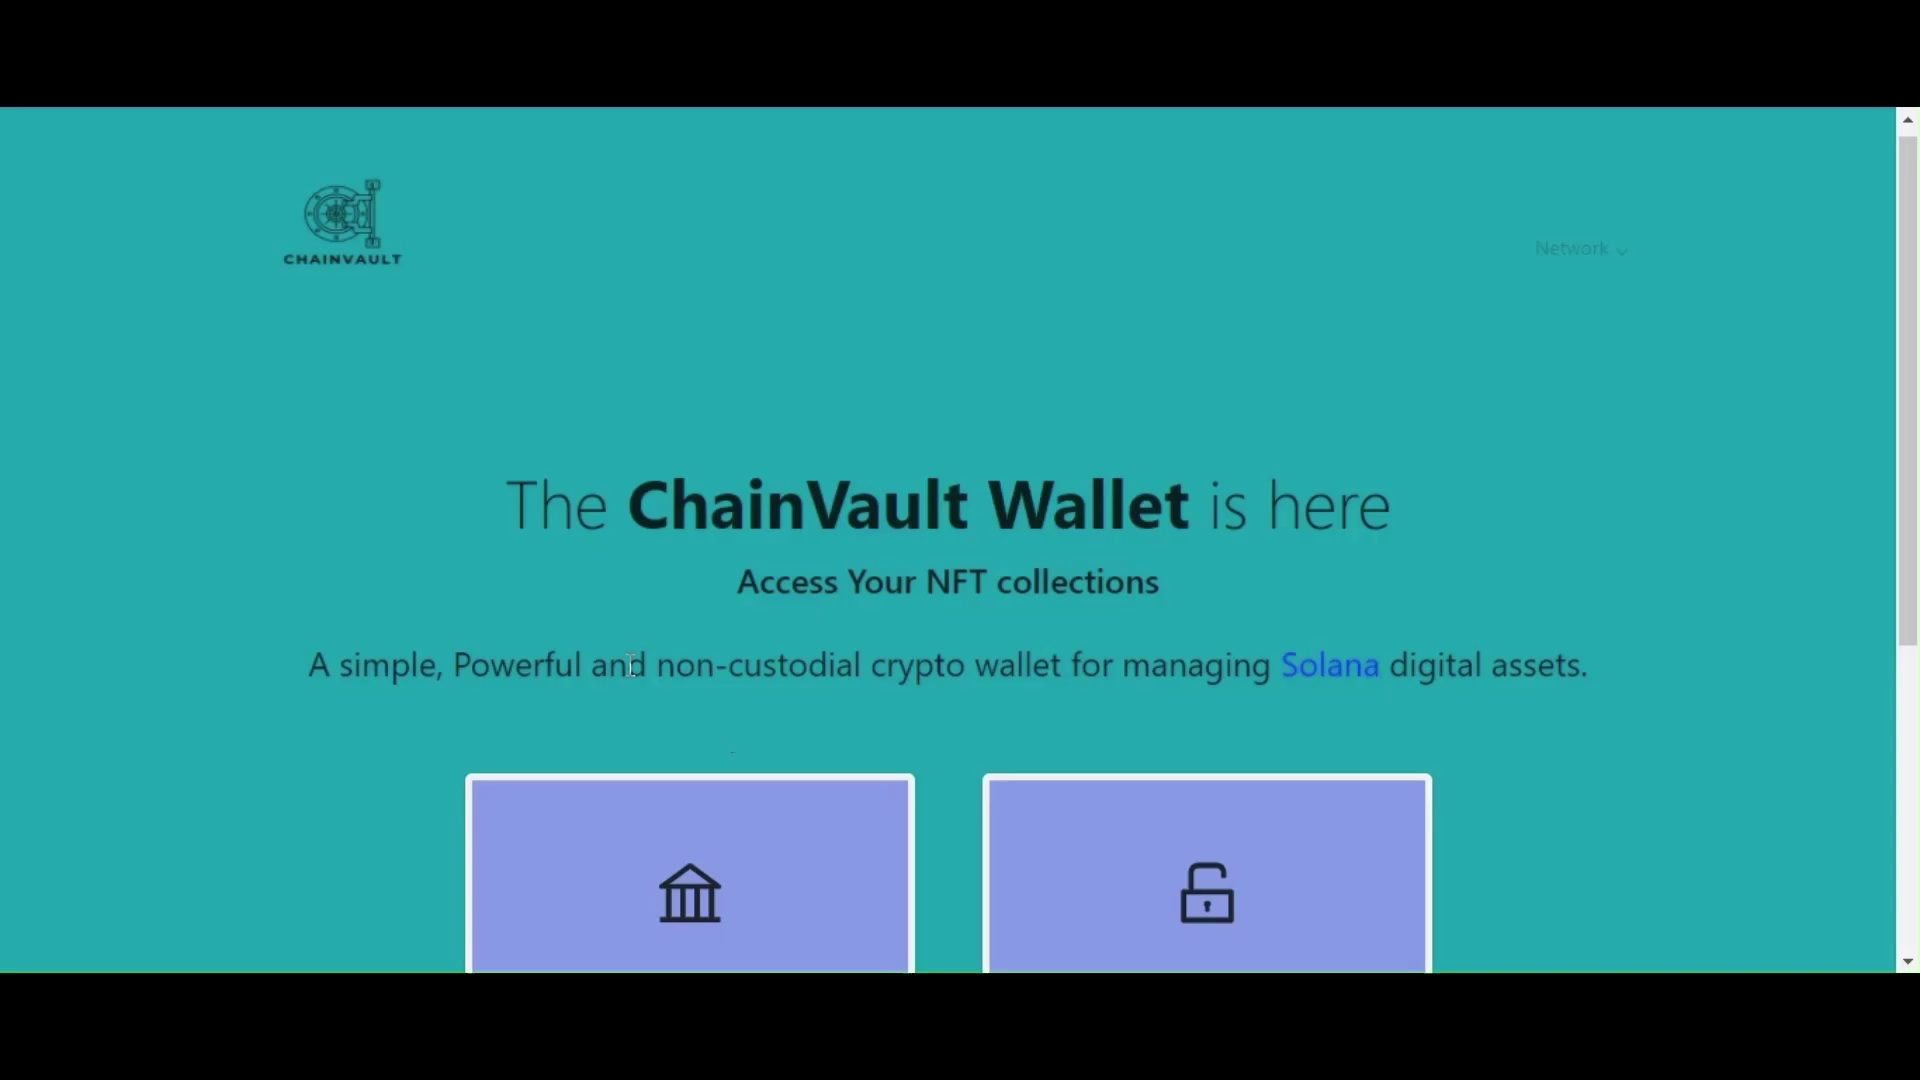 CHAINVAULT
Network
The ChainVault Wallet is here
Access Your NFT collections
A simple, Powerful and non-custodial crypto wallet for managing Solana digital assets.